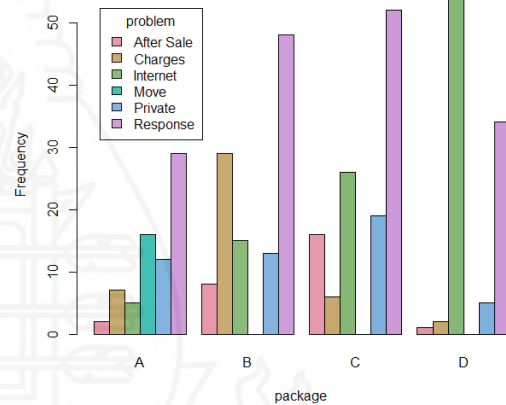 problem
After Sale
Charges
Internet
Move
Private
Response
Frequency
50
40
30
20
10
0
A B C D
package